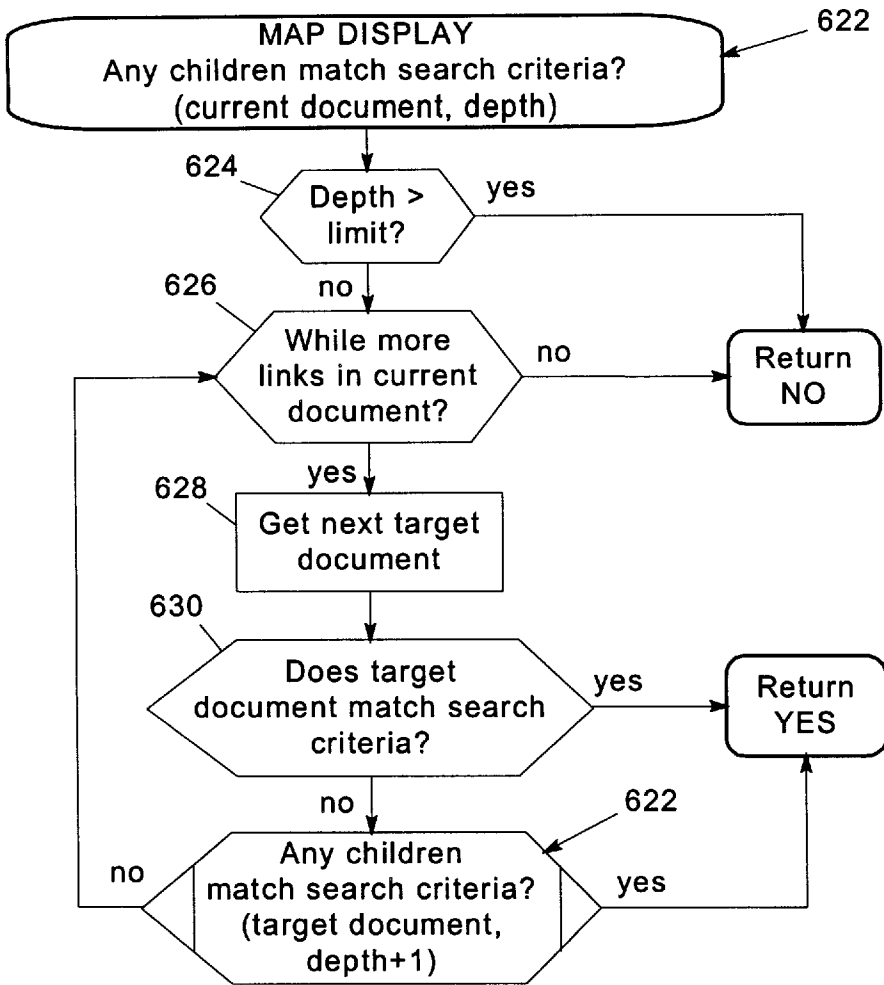 MAP DISPLAY
Any children match search criteria?
(current document, depth)
622
624
Depth >
limit?
yes
no
626
While more
links in current
document?
no
Return
NO
yes
628
Get next target
document
630
Does target
document match search
criteria?
yes
Return
YES
no
622
no
Any children
match search criteria?
(target document,
depth+1)
yes